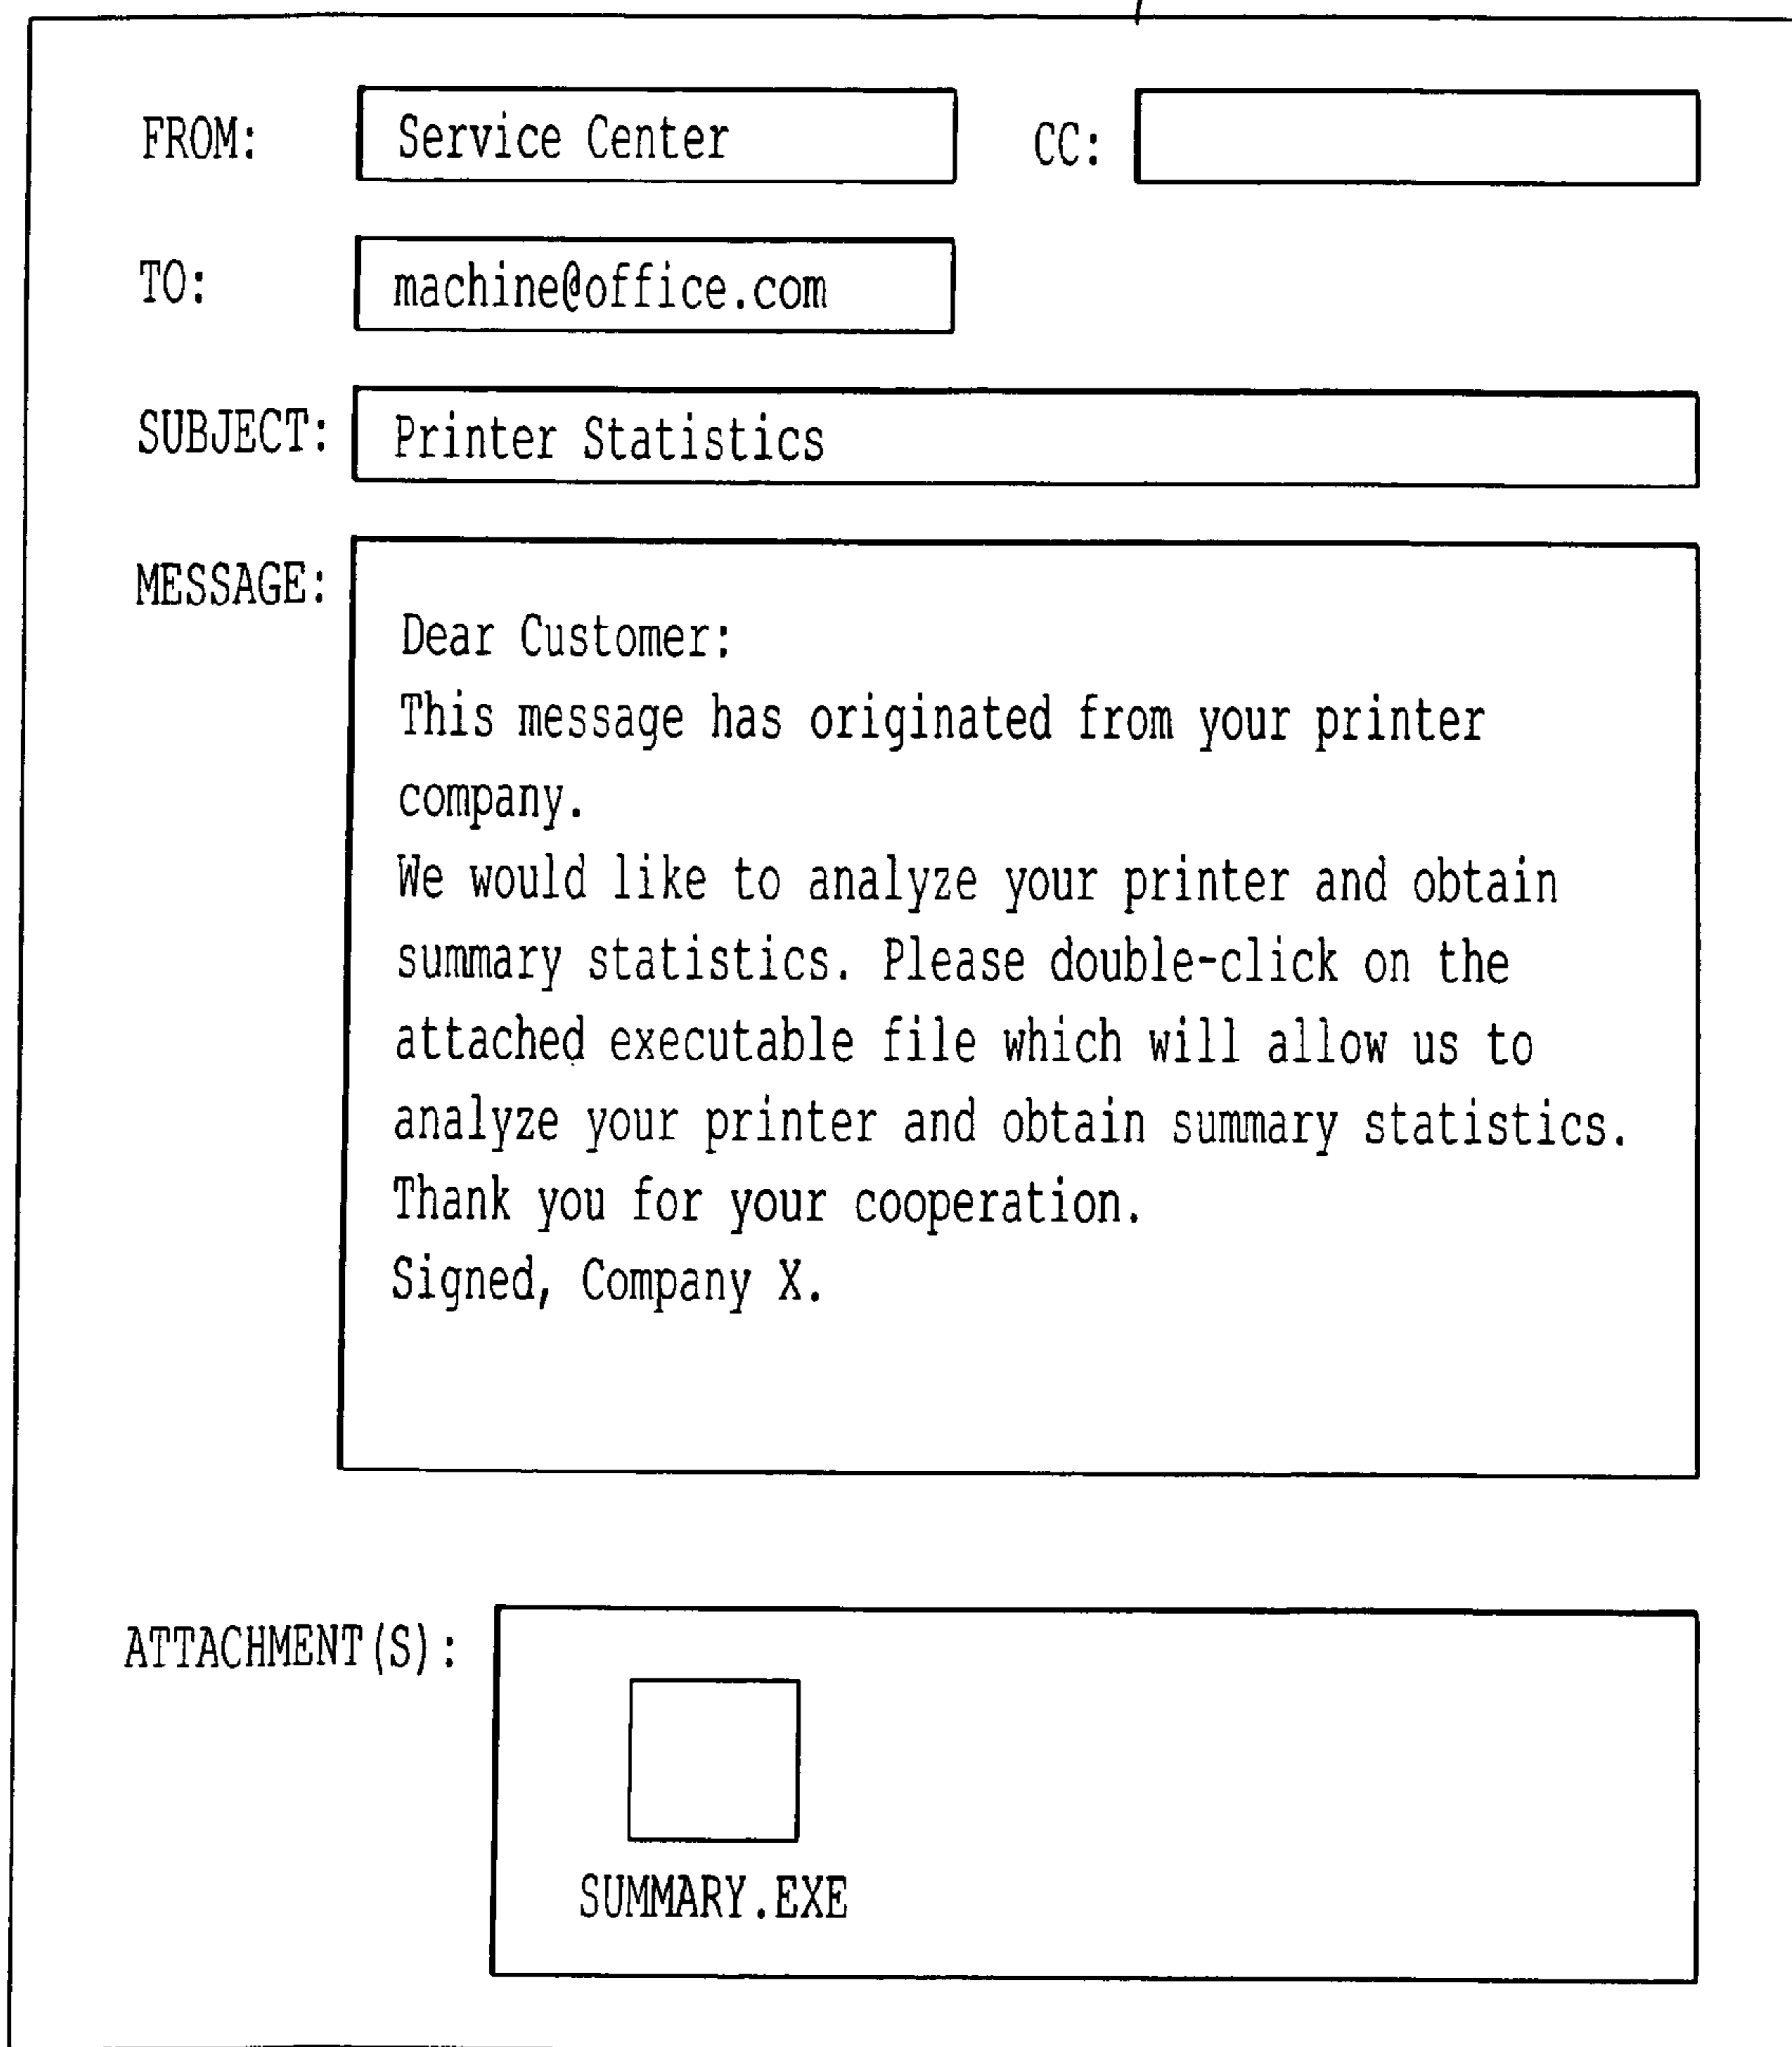 FROM: Service Center CC:
TO: machine@office.com
SUBJECT: Printer Statistics
MESSAGE:
Dear Customer:
This message has originated from your printer
company.
We would like to analyze your printer and obtain
summary statistics. Please double-click on the
attached executable file which will allow us to
analyze your printer and obtain summary statistics.
Thank you for your cooperation.
Signed, Company X.
ATTACHMENT(S):
SUMMARY.EXE